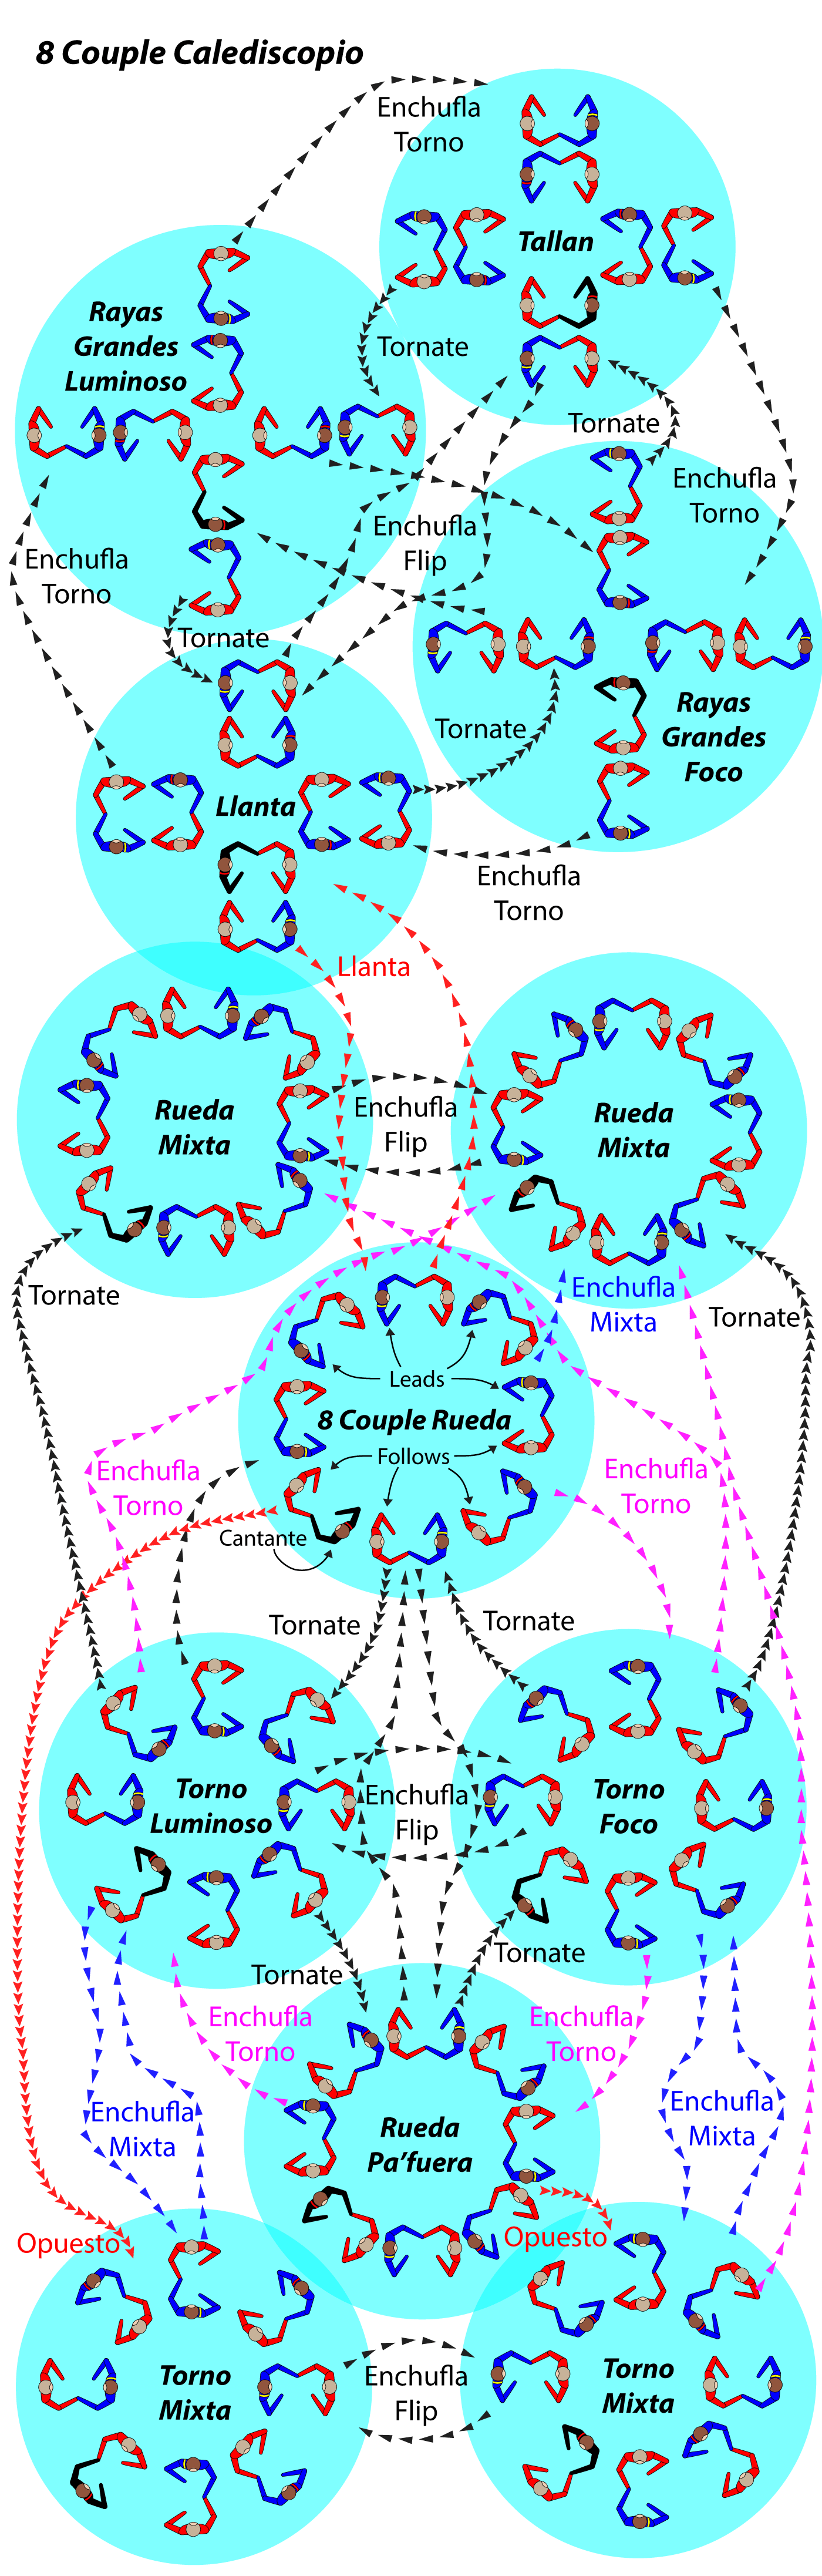 8 Couple Calediscopio
Enchufla
Torno
Tallan
Rayas
Grandes
Luminoso
Tornate
Tornate
Enchufla
Torno
Enchufla
Flip
Enchufla
Torno
Tornate
Rayas
Grandes
Foco
Tornate
Llanta
Enchufla
Torno
Llanta
Rueda
Mixta
Enchufla
Flip
Rueda
Mixta
Tornate
Enchufla
Mixta
Tornate
Leads
8 Couple Rueda
Follows
Enchufla
Torno
Enchufla
Torno
Cantante
Tornate
Tornate
Torno
Luminoso
Enchufla
Flip
Torno
Foco
Tornate
Tornate
Enchufla
Torno
Enchufla
Torno
Enchufla
Mixta
Rueda
Pa’fuera
Enchufla
Mixta
Opuesto
Opuesto
Torno
Mixta
Enchufla
Flip
Torno
Mixta